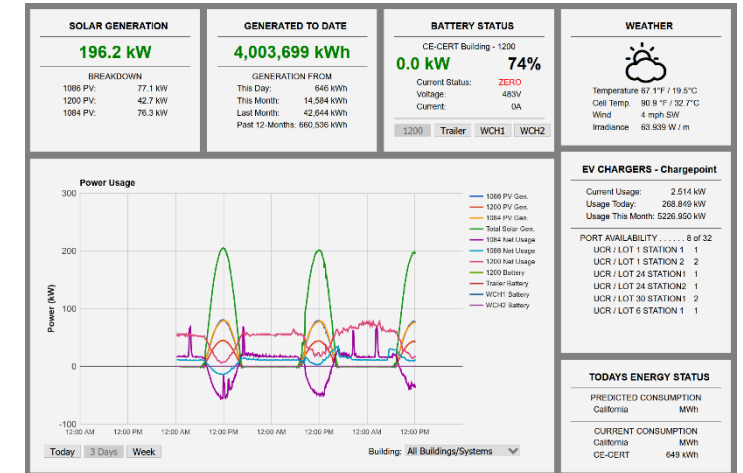 SOLAR GENERATION
196.2 kW
BREAKDOWN
1086 PV: 77.1 kW
1200 PV: 42.7 kW
1084 PV: 76.3 kW
GENERATED TO DATE
4,003,699 kWh
GENERATION FROM
This Day: 646 kWh
This Month: 14,584 kWh
Last Month: 42,644 kWh
Past 12-Months: 660,536 kWh
BATTERY STATUS
CE-CERT Building - 1200
0.0 kW 74%
Current Status: ZERO
Voltage: 483V
Current: 0A
1200 Trailer WCH1 WCH2
WEATHER
Temperature 67.1°F / 19.5°C
Cell Temp. 90.9 °F / 32.7°C
Wind 4 mph SW
Irradiance 63.939 W / m
Power Usage
Power (kW)
300
200
100
0
-100
12:00 AM 12:00 PM 12:00 AM 12:00 PM 12:00 AM 12:00 PM 12:00 AM 12:00 PM
1086 PV Gen.
1200 PV Gen.
1084 PV Gen.
Total Solar Gen.
1084 Net Usage
1086 Net Usage
1200 Net Usage
1200 Battery
Trailer Battery
WCH1 Battery
WCH2 Battery
Today 3 Days Week
Building: All Buildings/Systems
EV CHARGERS - Chargepoint
Current Usage: 2.514 kW
Usage Today: 268.849 kW
Usage This Month: 5226.950 kW
PORT AVAILABILITY . . . . . . 8 of 32
UCR / LOT 1 STATION 1 1
UCR / LOT 1 STATION 2 2
UCR / LOT 24 STATION1 1
UCR / LOT 24 STATION2 1
UCR / LOT 30 STATION1 2
UCR / LOT 6 STATION 1 1
TODAYS ENERGY STATUS
PREDICTED CONSUMPTION
California MWh
CURRENT CONSUMPTION
California MWh
CE-CERT 649 kWh